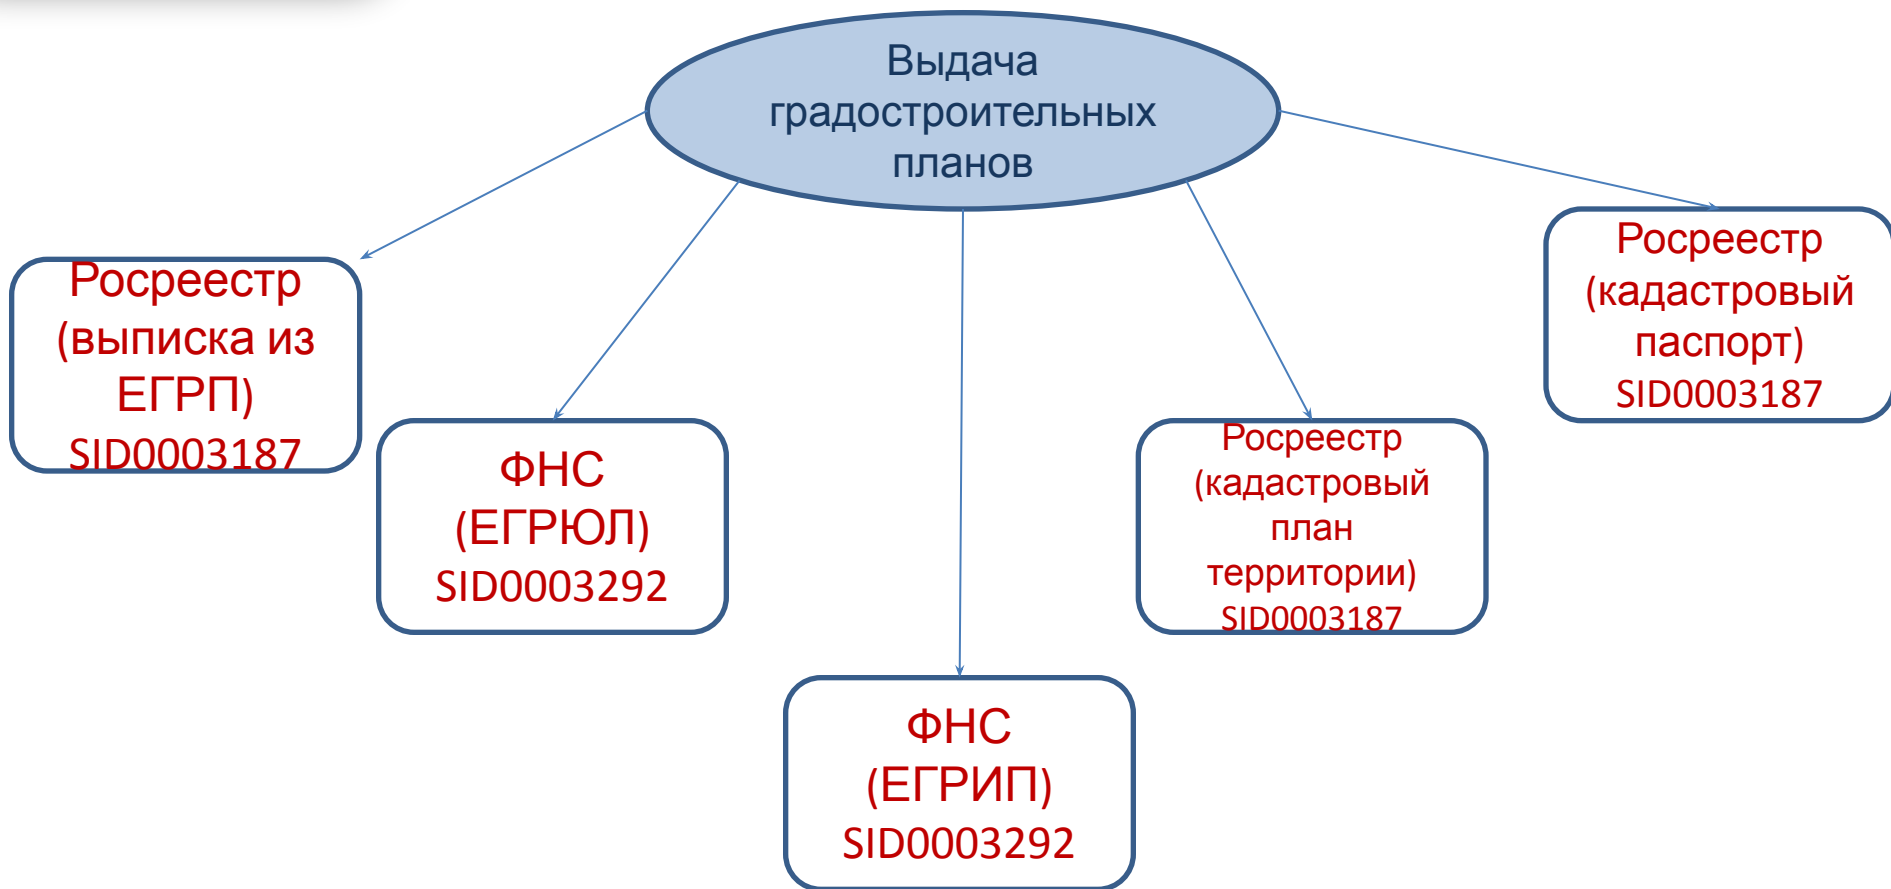 Выдача
градостроительных
планов
Росреестр
(выписка из
ЕГРП)
SID0003187
ФНС
(ЕГРЮЛ)
SID0003292
ФНС
(ЕГРИП)
SID0003292
Росреестр
(кадастровый
план
территории)
SID0003187
Росреестр
(кадастровый
паспорт)
SID0003187